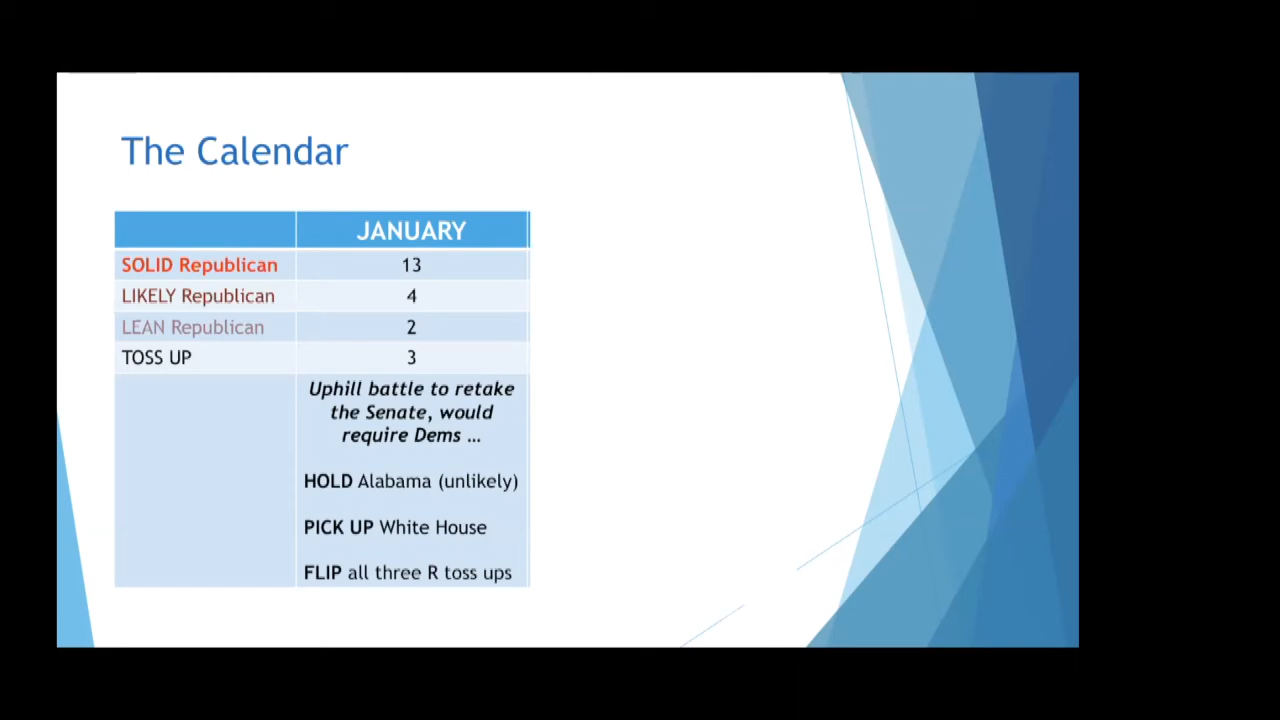 The Calendar
JANUARY
SOLID Republican 13
LIKELY Republican 4
LEAN Republican 2
TOSS UP 3
Uphill battle to retake
the Senate, would
require Dems …
HOLD Alabama (unlikely)
PICK UP White House
FLIP all three R toss ups